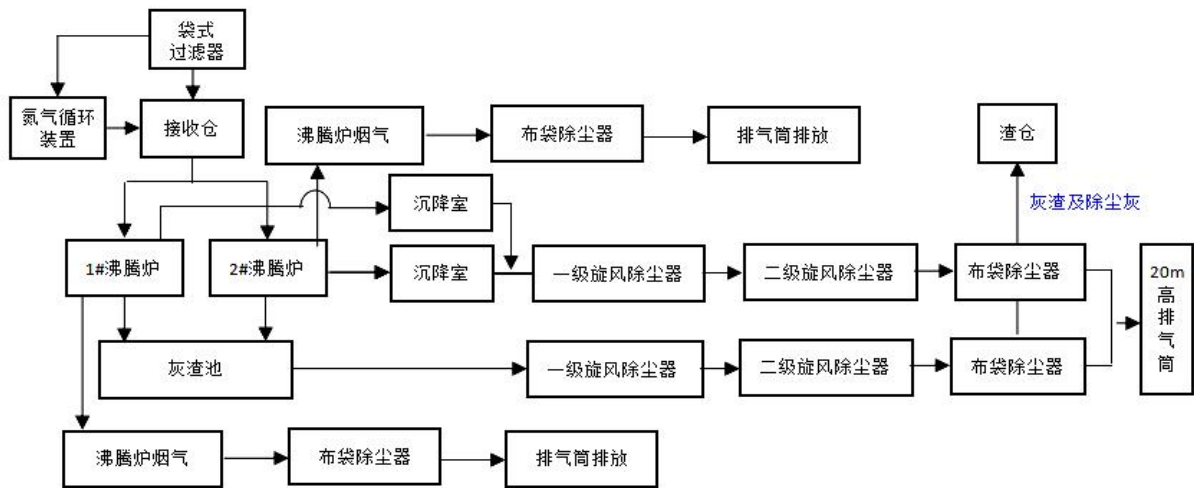 袋式
过滤器
氮气循环
装置
接收仓
沸腾炉烟气
布袋除尘器
排气筒排放
渣仓
沉降室
灰渣及除尘灰
1#沸腾炉
2#沸腾炉
沉降室
一级旋风除尘器
二级旋风除尘器
布袋除尘器
20m
高
排
气
筒
灰渣池
一级旋风除尘器
二级旋风除尘器
布袋除尘器
沸腾炉烟气
布袋除尘器
排气筒排放